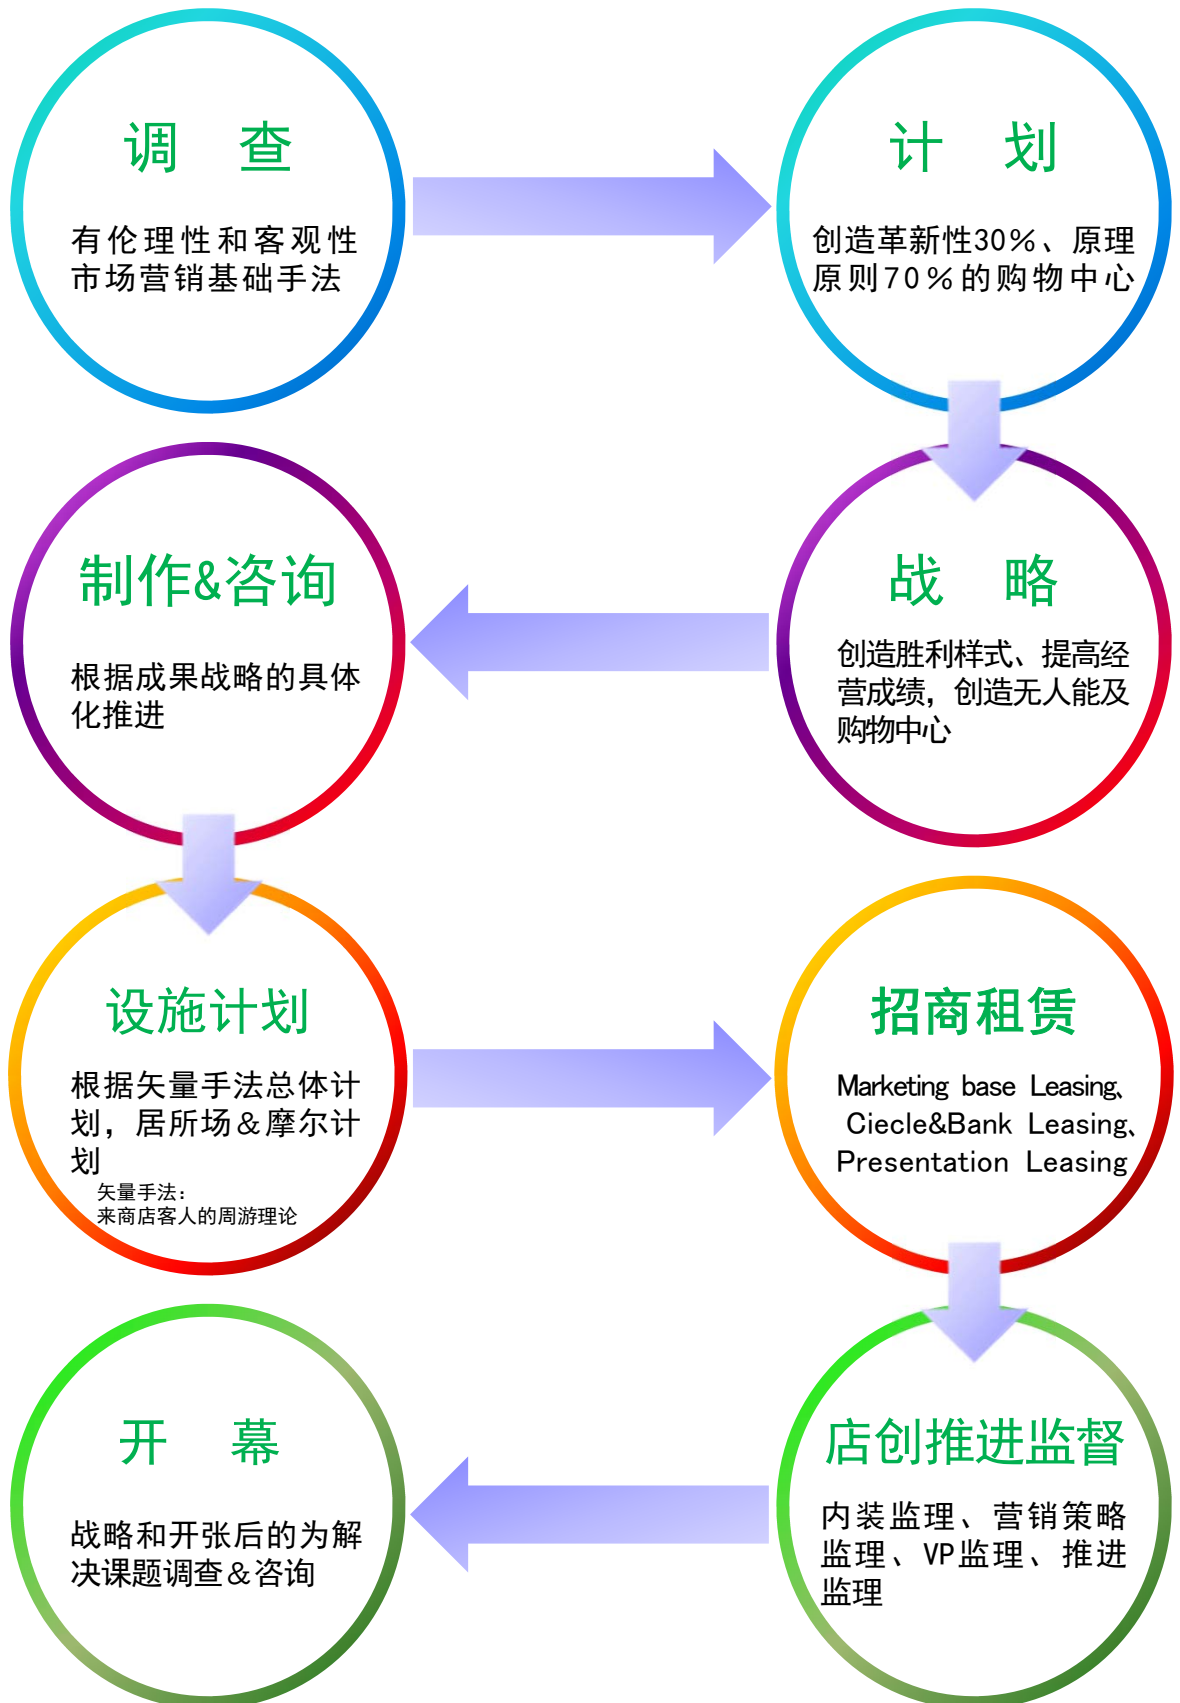 调 查
有伦理性和客观性
市场营销基础手法
计 划
创造革新性30%、原理
原则70%的购物中心
战 略
创造胜利样式、提高经
营成绩，创造无人能及
购物中心
制作&咨询
根据成果战略的具体
化推进
设施计划
根据矢量手法总体计
划，居所场&摩尔计
划
矢量手法：
来商店客人的周游理论
招商租赁
Marketing base Leasing、
Ciecle&Bank Leasing、
Presentation Leasing
店创推进监督
内装监理、营销策略
监理、VP监理、推进
监理
开 幕
战略和开张后的为解
决课题调查&咨询